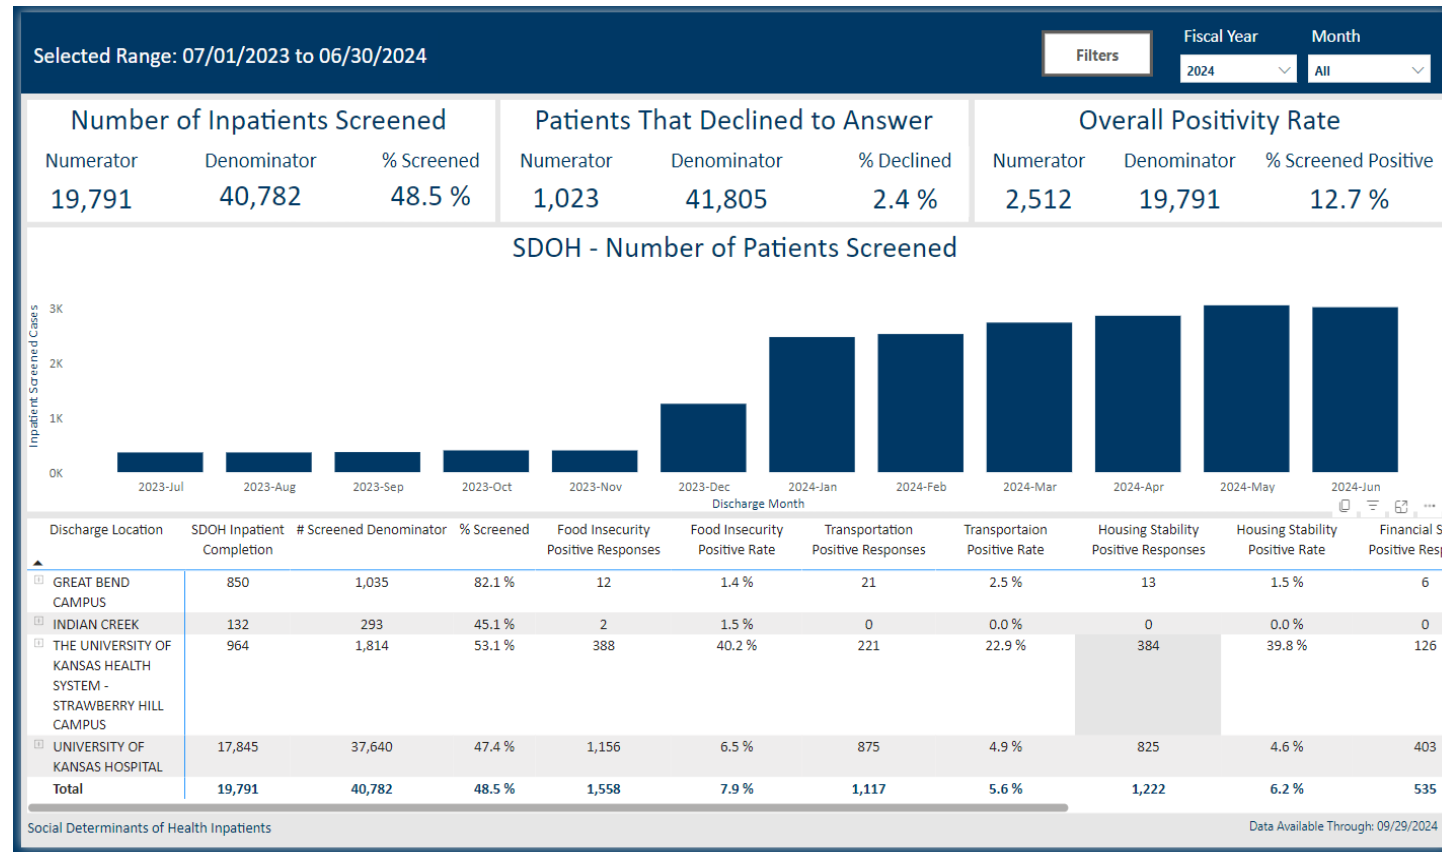 Selected Range: 07/01/2023 to 06/30/2024
Filters
Fiscal Year
2024
Month
All
Number of Inpatients Screened
Numerator Denominator % Screened
19,791 40,782 48.5 %
Patients That Declined to Answer
Numerator Denominator % Declined
1,023 41,805 2.4 %
Overall Positivity Rate
Numerator Denominator % Screened Positive
2,512 19,791 12.7 %
SDOH - Number of Patients Screened
Inpatient Screened Cases
3K
2K
1K
0K
2023-Jul 2023-Aug 2023-Sep 2023-Oct 2023-Nov 2023-Dec 2024-Jan 2024-Feb 2024-Mar 2024-Apr 2024-May 2024-Jun
Discharge Month
Discharge Location SDOH Inpatient # Screened Denominator % Screened Food Insecurity Food Insecurity Transportation Transportaion Housing Stability Housing Stability Financial S
Completion Positive Responses Positive Rate Positive Responses Positive Rate Positive Responses Positive Rate Positive Res
GREAT BEND 850 1,035 82.1 % 12 1.4 % 21 2.5 % 13 1.5 % 6
CAMPUS
INDIAN CREEK 132 293 45.1 % 2 1.5 % 0 0.0 % 0 0.0 % 0
THE UNIVERSITY OF 964 1,814 53.1 % 388 40.2 % 221 22.9 % 384 39.8 % 126
KANSAS HEALTH
SYSTEM -
STRAWBERRY HILL
CAMPUS
UNIVERSITY OF 17,845 37,640 47.4 % 1,156 6.5 % 875 4.9 % 825 4.6 % 403
KANSAS HOSPITAL
Total 19,791 40,782 48.5 % 1,558 7.9 % 1,117 5.6 % 1,222 6.2 % 535
Social Determinants of Health Inpatients
Data Available Through: 09/29/2024